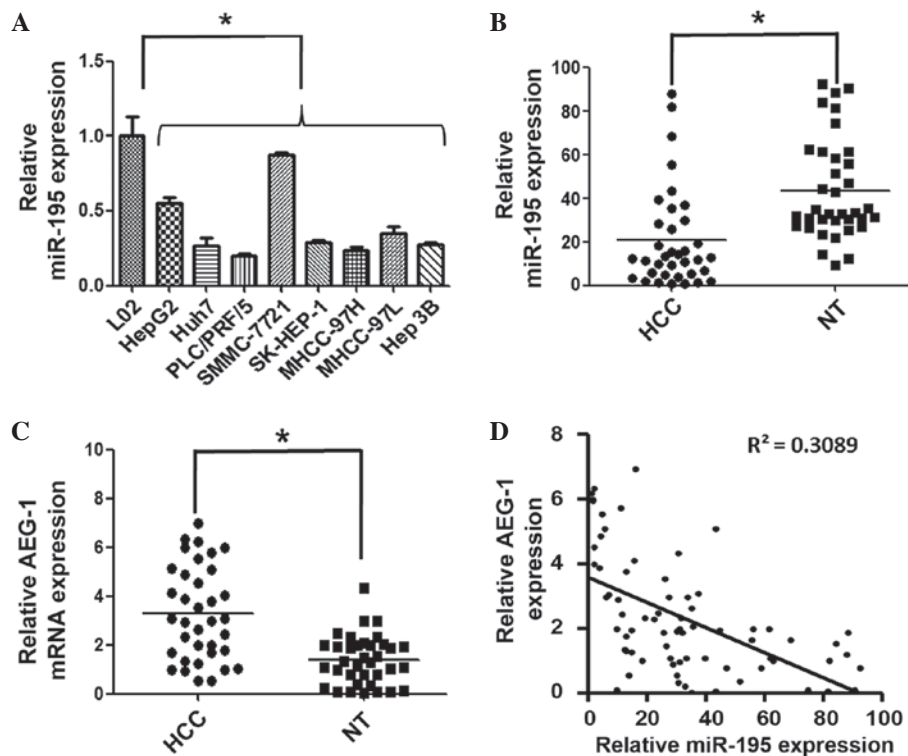 A
*
Relative
miR-195 expression
1.5
1.0
0.5
0.0
L02
HepG2
Huh7
PLC/PRF/5
SMMC-7721
SK-HEP-1
MHCC-97H
MHCC-97L
Hep 3B
B
*
Relative
miR-195 expression
100
80
60
40
20
0
HCC
NT
C
*
Relative AEG-1
mRNA expression
10
8
6
4
2
0
HCC
NT
D
R² = 0.3089
Relative AEG-1
expression
8
6
4
2
0
0
20
40
60
80
100
Relative miR-195 expression